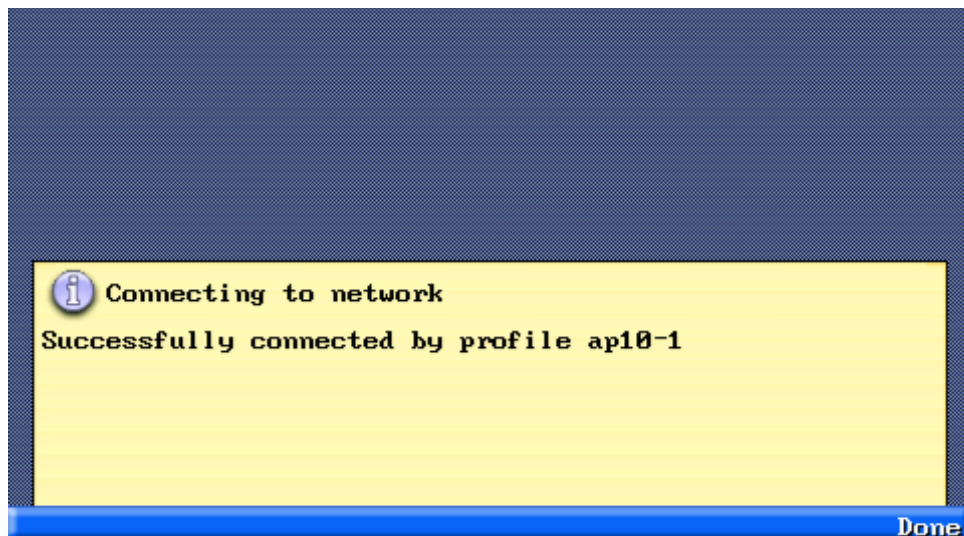 Connecting to network
Successfully connected by profile ap10-1
Done